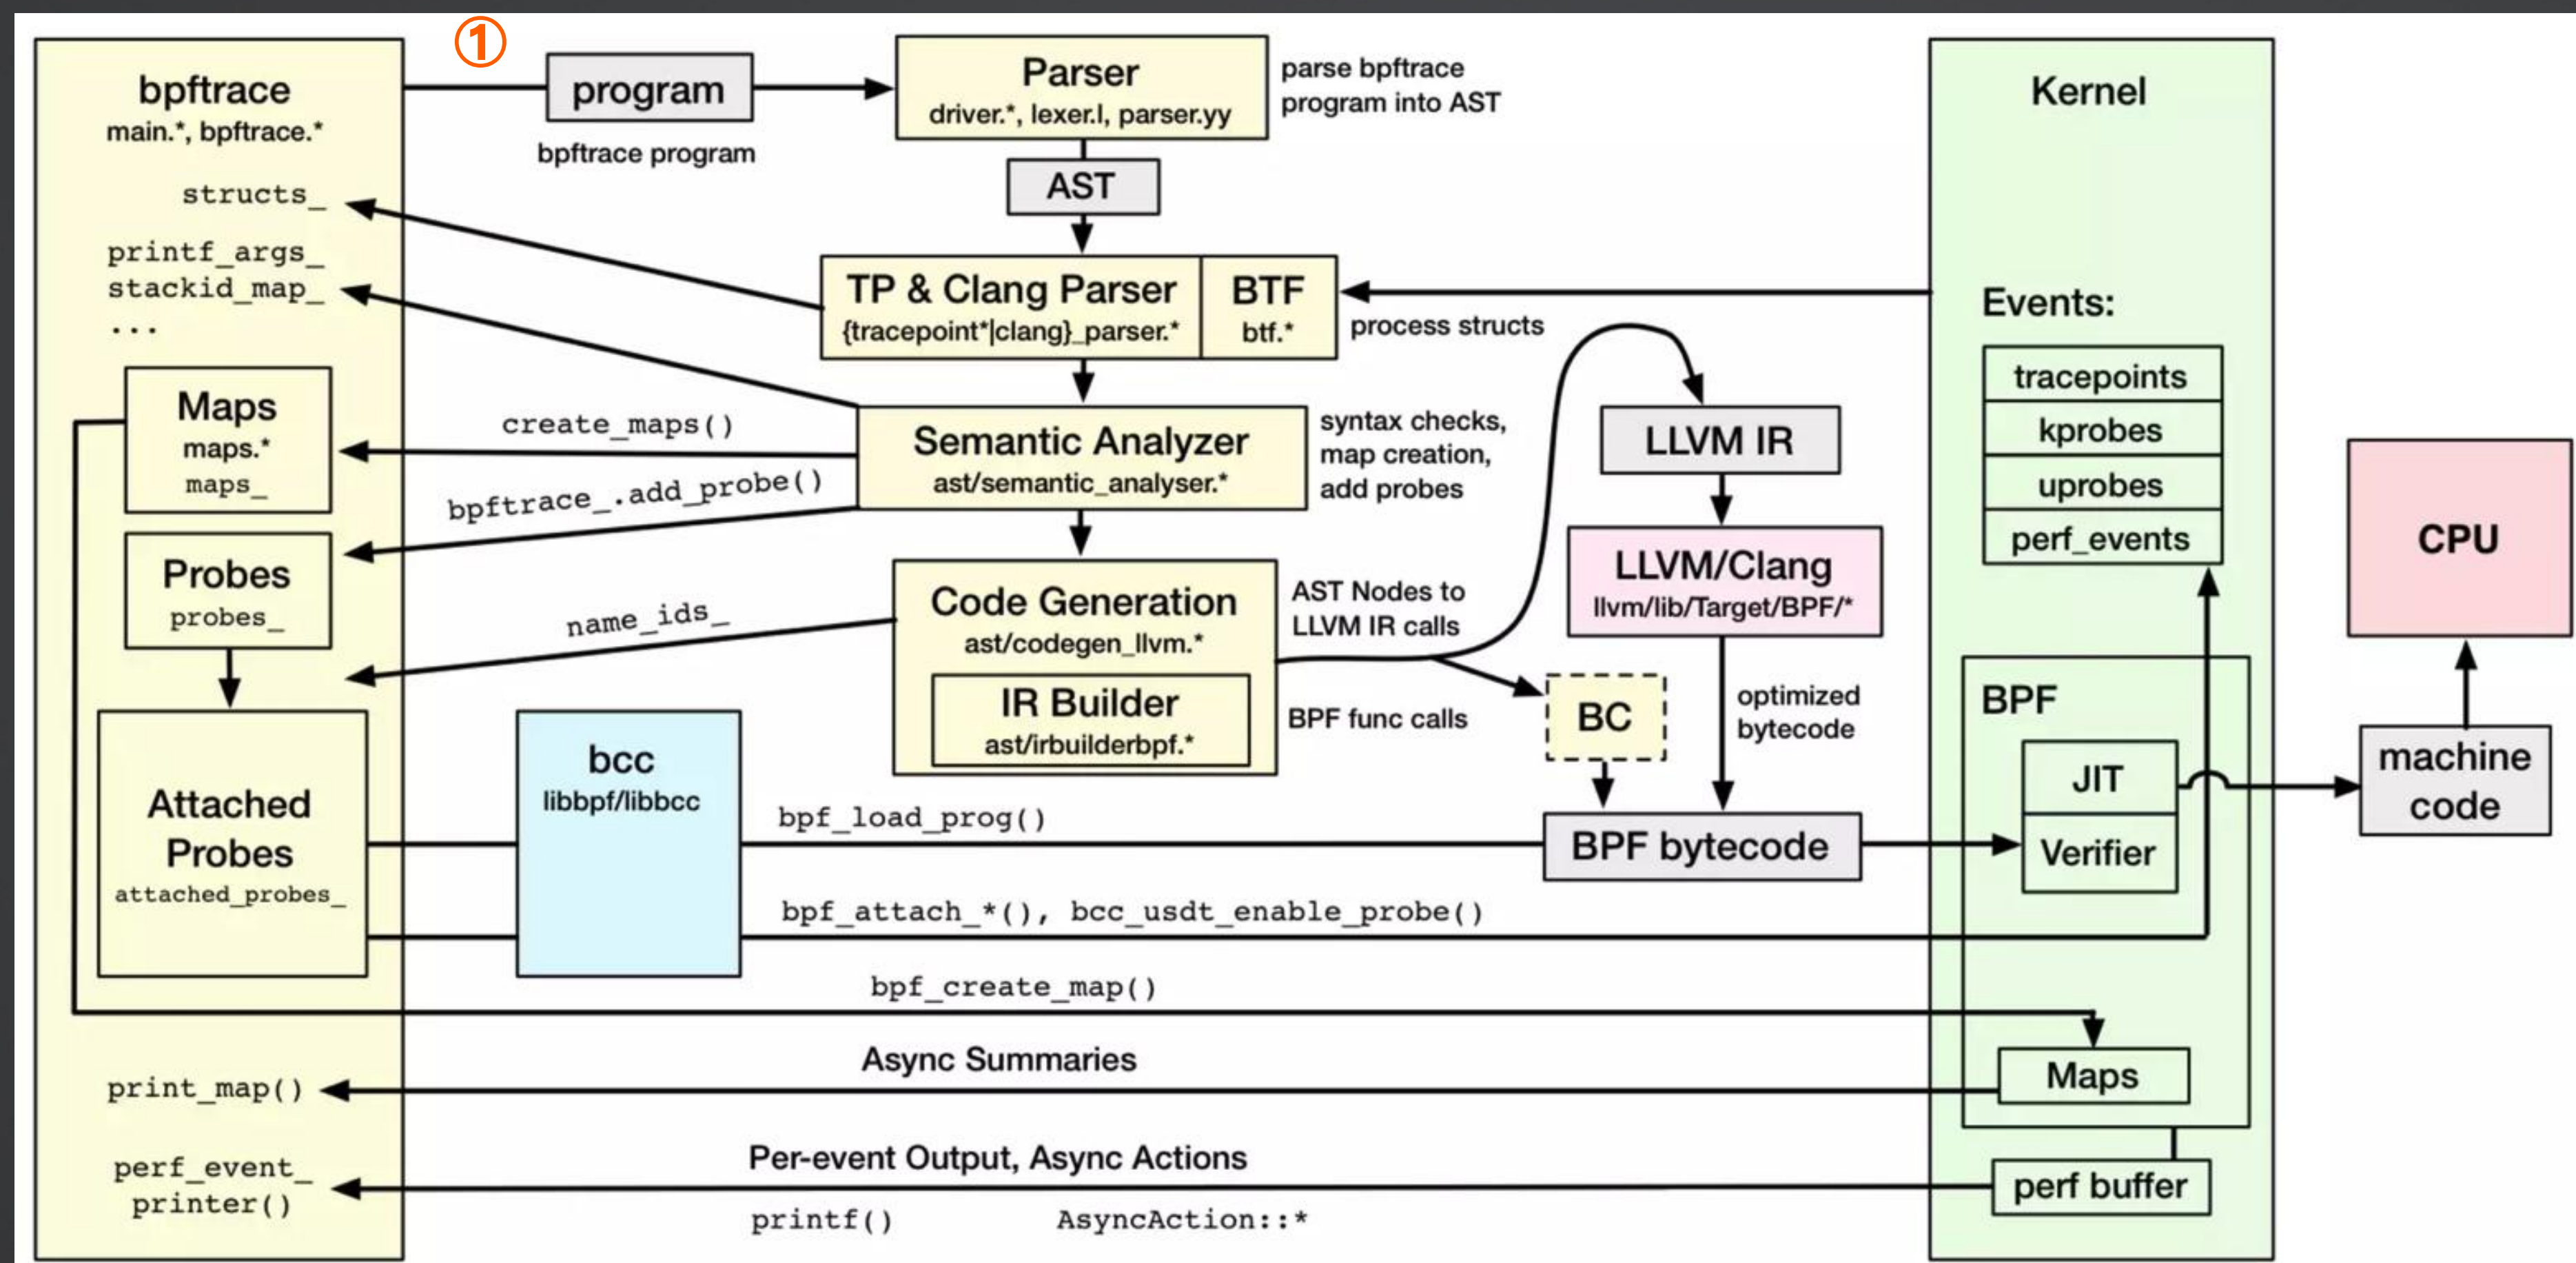 ①
bpftrace
main.*, bpftrace.*
structs_
printf_args_
stackid_map_
...
Maps
maps.*
maps_
Probes
probes_
Attached
Probes
attached_probes_
print_map()
perf_event_
printer()
program
bpftrace program
Parser
driver.*, lexer.l, parser.yy
parse bpftrace
program into AST
AST
TP & Clang Parser
{tracepoint*|clang}_parser.*
BTF
btf.*
process structs
create_maps()
bpftrace_.add_probe()
Semantic Analyzer
ast/semantic_analyser.*
syntax checks,
map creation,
add probes
name_ids_
Code Generation
ast/codegen_llvm.*
IR Builder
ast/irbuilderbpf.*
AST Nodes to
LLVM IR calls
BPF func calls
LLVM IR
LLVM/Clang
llvm/lib/Target/BPF/*
BC
optimized
bytecode
bcc
libbpf/libbcc
bpf_load_prog()
BPF bytecode
bpf_attach_*(), bcc_usdt_enable_probe()
bpf_create_map()
Async Summaries
Per-event Output, Async Actions
printf()
AsyncAction::*
Kernel
Events:
tracepoints
kprobes
uprobes
perf_events
BPF
JIT
Verifier
Maps
perf buffer
CPU
machine
code